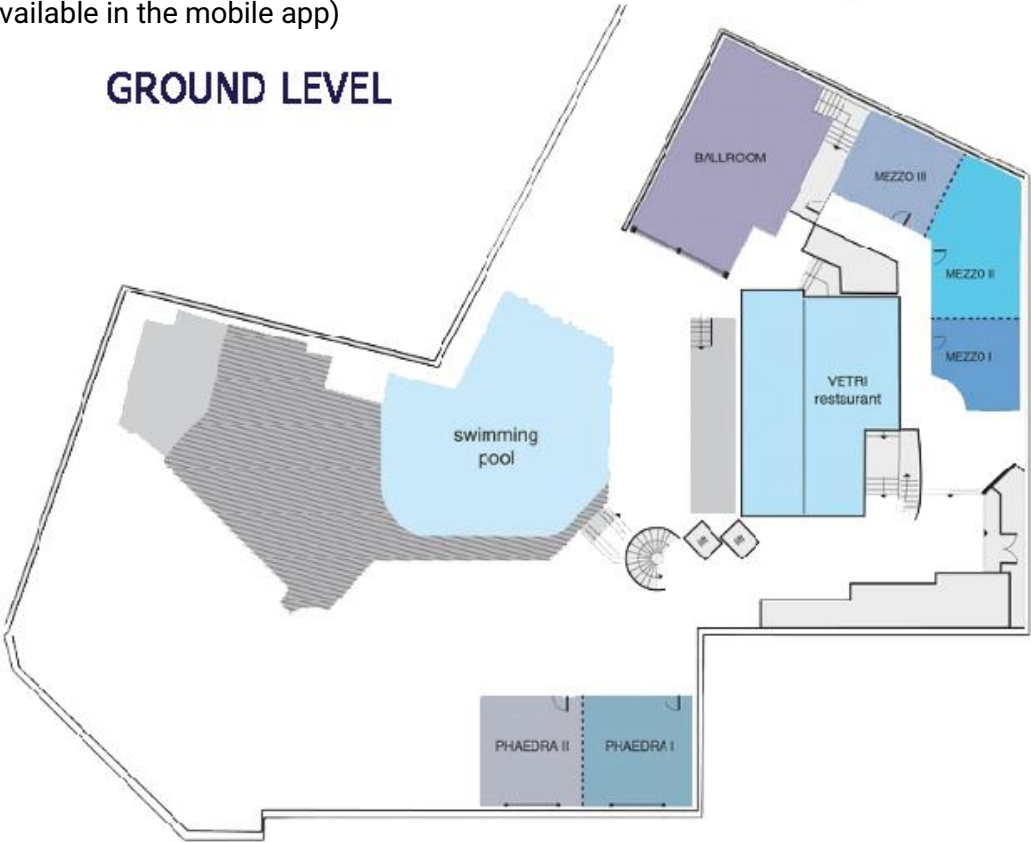 vailable in the mobile app)
GROUND LEVEL
BALLROOM
MEZZO III
MEZZO II
MEZZO I
VETRI
restaurant
swimming
pool
PHAEDRA II
PHAEDRA I